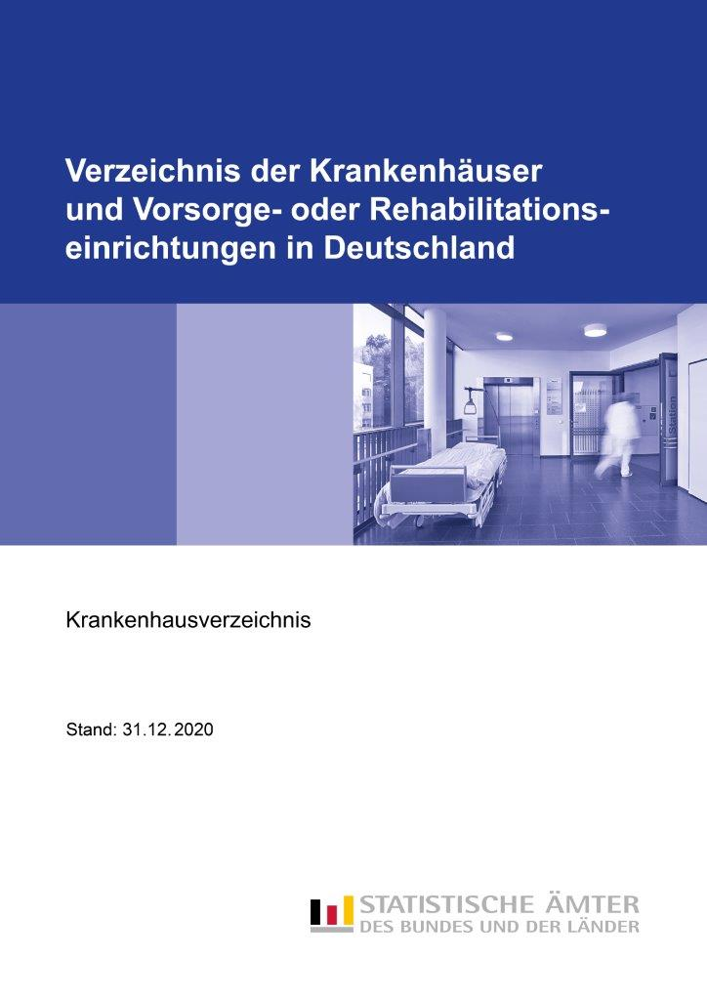 Verzeichnis der Krankenhäuser
und Vorsorge- oder Rehabilitations-
einrichtungen in Deutschland
Station
Krankenhausverzeichnis
Stand: 31.12.2020
STATISTISCHE ÄMTER
DES BUNDES UND DER LÄNDER